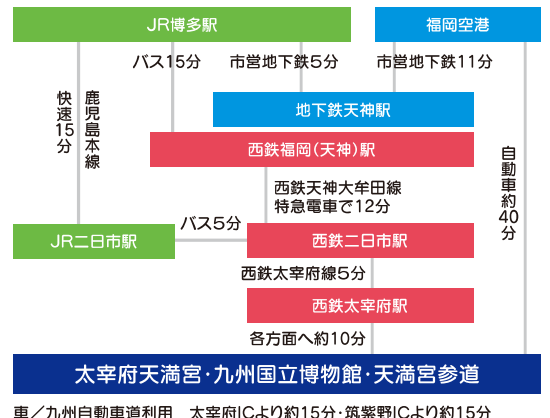 JR博多駅
福岡空港
バス15分
市営地下鉄5分
市営地下鉄11分
快速15分
鹿児島本線
地下鉄天神駅
西鉄福岡(天神)駅
自動車約40分
西鉄天神大牟田線
特急電車で12分
バス5分
JR二日市駅
西鉄二日市駅
西鉄太宰府線5分
西鉄太宰府駅
各方面へ約10分
太宰府天満宮・九州国立博物館・天満宮参道
車／九州自動車道利用　太宰府ICより約15分・筑紫野ICより約15分